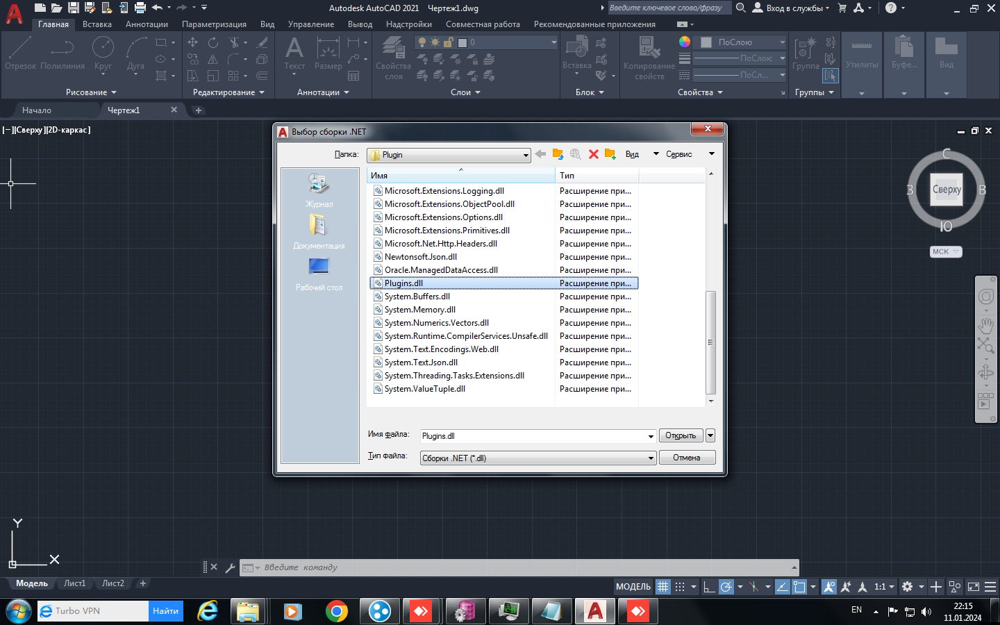 Autodesk AutoCAD 2021 Чертеж1.dwg
Введите ключевое слово/фразу
Вход в службы
Главная Вставка Аннотации Параметризация Вид Управление Вывод Надстройки Совместная работа Рекомендованные приложения
0
ПоСлою
Отрезок Полилиния Круг Дуга
Текст Размер
Свойства слоя
Вставка
Копирование свойств
ПоСлою
ПоСл...
Группа
Утилиты
Буфе...
Вид
Рисование Редактирование Аннотации Слои Блок Свойства Группы
Начало Чертеж1
[−][Сверху][2D-каркас]
Выбор сборки .NET
Папка: Plugin Вид Сервис
Имя Тип
Журнал
Документация
Рабочий стол
Microsoft.Extensions.Logging.dll Расширение при...
Microsoft.Extensions.ObjectPool.dll Расширение при...
Microsoft.Extensions.Options.dll Расширение при...
Microsoft.Extensions.Primitives.dll Расширение при...
Microsoft.Net.Http.Headers.dll Расширение при...
Newtonsoft.Json.dll Расширение при...
Oracle.ManagedDataAccess.dll Расширение при...
Plugins.dll Расширение при...
System.Buffers.dll Расширение при...
System.Memory.dll Расширение при...
System.Numerics.Vectors.dll Расширение при...
System.Runtime.CompilerServices.Unsafe.dll Расширение при...
System.Text.Encodings.Web.dll Расширение при...
System.Text.Json.dll Расширение при...
System.Threading.Tasks.Extensions.dll Расширение при...
System.ValueTuple.dll Расширение при...
Имя файла: Plugins.dll Открыть
Тип файла: Сборки .NET (*.dll) Отмена
С
З Сверху В
Ю
МСК
Y
X
Введите команду
Модель Лист1 Лист2
МОДЕЛЬ 1:1
Turbo VPN Найти
EN
22:15
11.01.2024